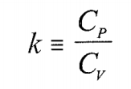 k ≡ C_P / C_V